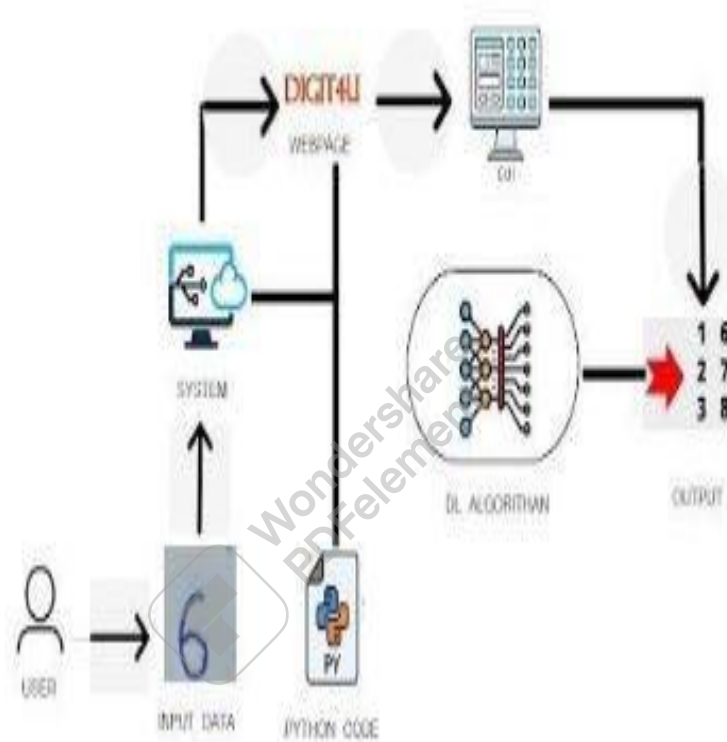 DIGIT4U
WEBPAGE
GUI
SYSTEM
1 6
2 7
3 8
DL ALGORITHAN
OUTPUT
Wondershare
PDFelement
6
PY
USER
INPUT DATA
PYTHON CODE